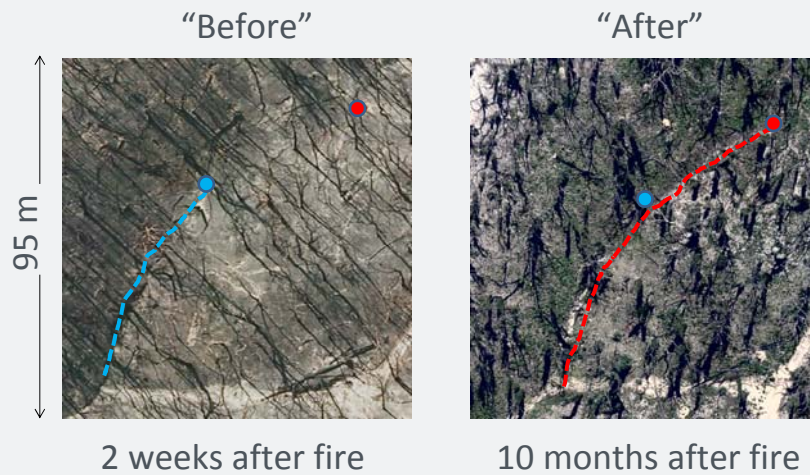 “Before”
“After”
95 m
2 weeks after fire
10 months after fire